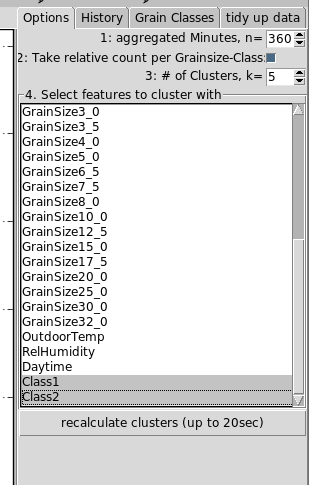 Options History Grain Classes tidy up data
1: aggregated Minutes, n= 360
2: Take relative count per Grainsize-Class:
3: # of Clusters, k= 5
4. Select features to cluster with
GrainSize3_0
GrainSize3_5
GrainSize4_0
GrainSize5_0
GrainSize6_5
GrainSize7_5
GrainSize8_0
GrainSize10_0
GrainSize12_5
GrainSize15_0
GrainSize17_5
GrainSize20_0
GrainSize25_0
GrainSize30_0
GrainSize32_0
OutdoorTemp
RelHumidity
Daytime
Class1
Class2
recalculate clusters (up to 20sec)